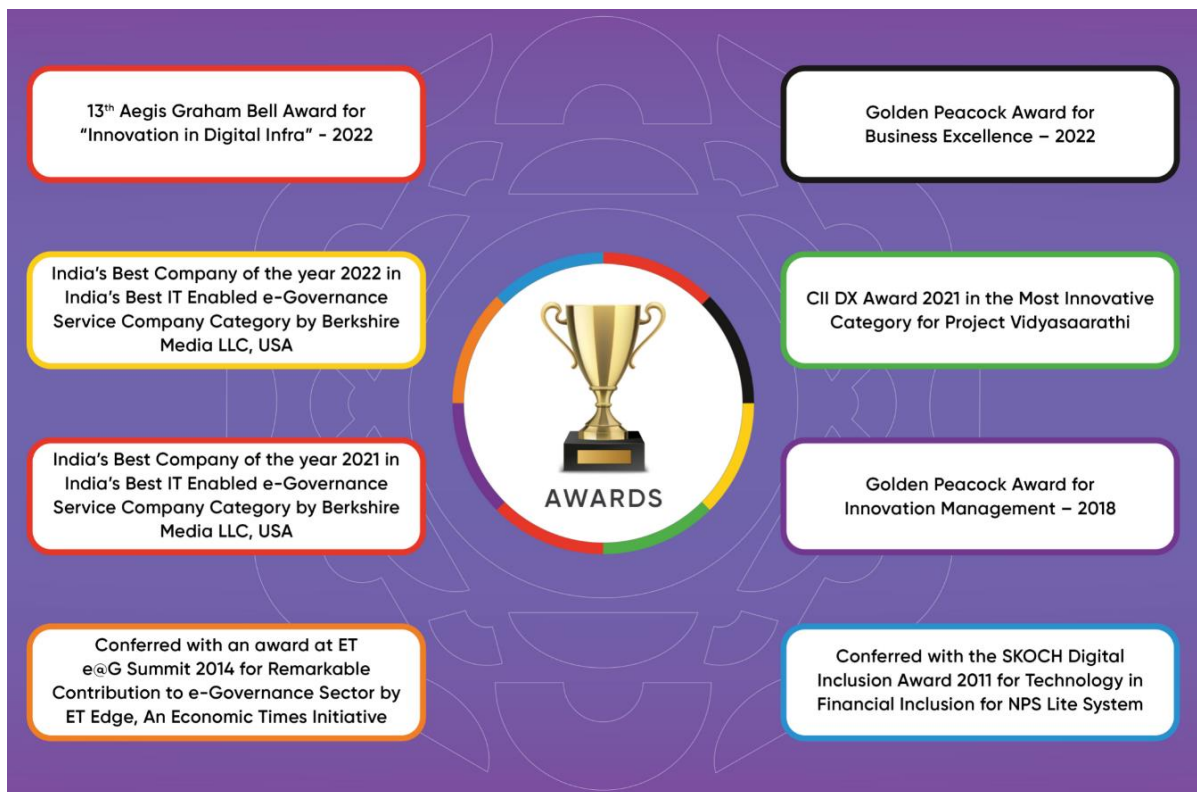 13th Aegis Graham Bell Award for
“Innovation in Digital Infra” - 2022
Golden Peacock Award for
Business Excellence – 2022
India’s Best Company of the year 2022 in
India’s Best IT Enabled e-Governance
Service Company Category by Berkshire
Media LLC, USA
CII DX Award 2021 in the Most Innovative
Category for Project Vidyasaarathi
India’s Best Company of the year 2021 in
India’s Best IT Enabled e-Governance
Service Company Category by Berkshire
Media LLC, USA
AWARDS
Golden Peacock Award for
Innovation Management – 2018
Conferred with an award at ET
e@G Summit 2014 for Remarkable
Contribution to e-Governance Sector by
ET Edge, An Economic Times Initiative
Conferred with the SKOCH Digital
Inclusion Award 2011 for Technology in
Financial Inclusion for NPS Lite System